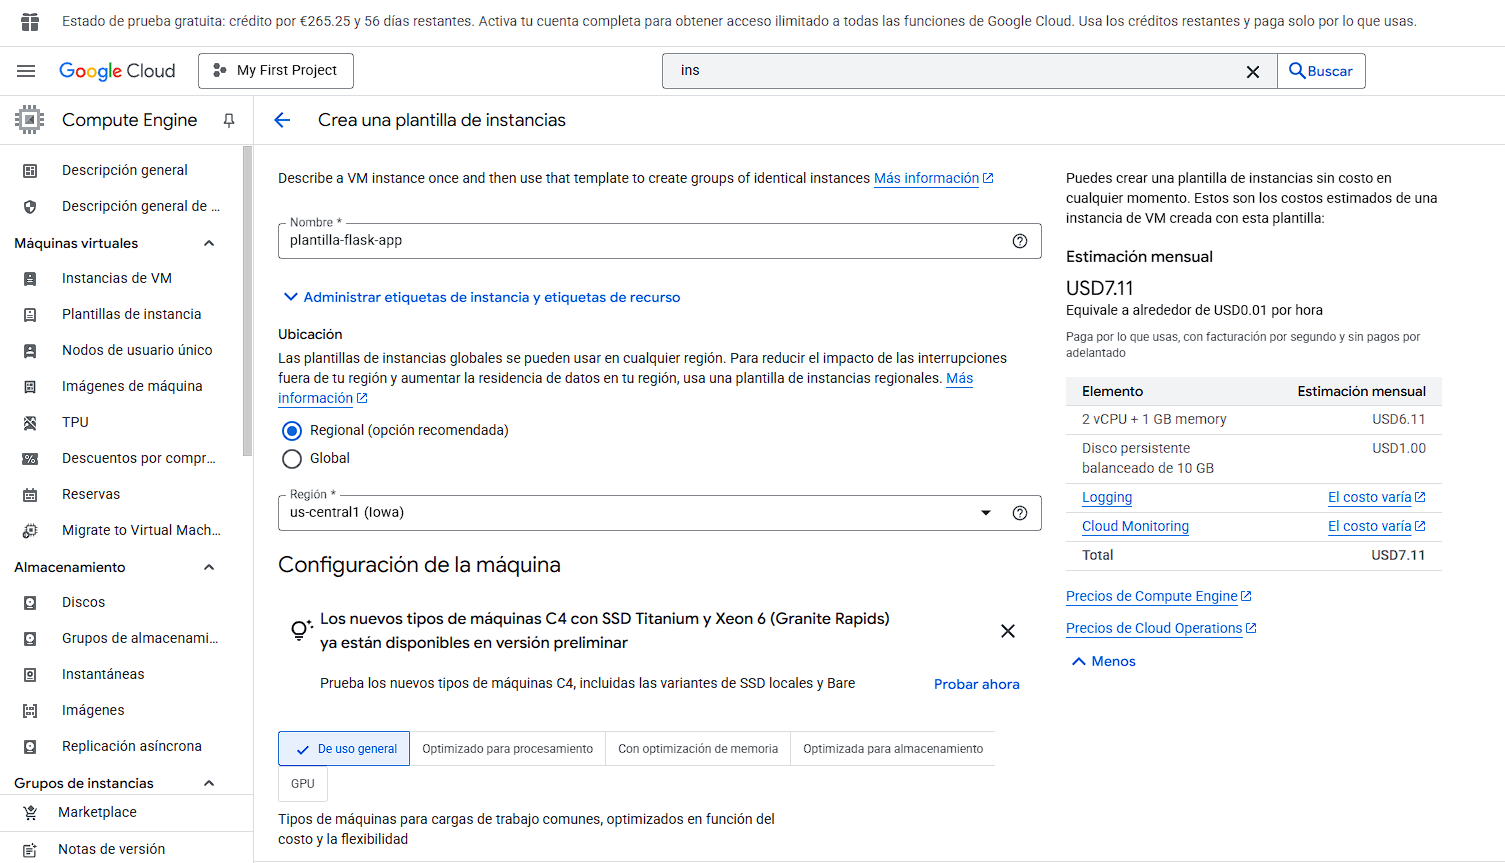 Estado de prueba gratuita: crédito por €265.25 y 56 días restantes. Activa tu cuenta completa para obtener acceso ilimitado a todas las funciones de Google Cloud. Usa los créditos restantes y paga solo por lo que usas.
Google Cloud
My First Project
ins
Buscar
Compute Engine
Crea una plantilla de instancias
Descripción general
Descripción general de ...
Máquinas virtuales
Instancias de VM
Plantillas de instancia
Nodos de usuario único
Imágenes de máquina
TPU
Descuentos por compr...
Reservas
Migrate to Virtual Mach...
Almacenamiento
Discos
Grupos de almacenami...
Instantáneas
Imágenes
Replicación asíncrona
Grupos de instancias
Marketplace
Notas de versión
Describe a VM instance once and then use that template to create groups of identical instances Más información
Nombre *
plantilla-flask-app
Administrar etiquetas de instancia y etiquetas de recurso
Ubicación
Las plantillas de instancias globales se pueden usar en cualquier región. Para reducir el impacto de las interrupciones
fuera de tu región y aumentar la residencia de datos en tu región, usa una plantilla de instancias regionales. Más
información
Regional (opción recomendada)
Global
Región *
us-central1 (Iowa)
Configuración de la máquina
Los nuevos tipos de máquinas C4 con SSD Titanium y Xeon 6 (Granite Rapids)
ya están disponibles en versión preliminar
Prueba los nuevos tipos de máquinas C4, incluidas las variantes de SSD locales y Bare
Probar ahora
De uso general
Optimizado para procesamiento
Con optimización de memoria
Optimizada para almacenamiento
GPU
Tipos de máquinas para cargas de trabajo comunes, optimizados en función del
costo y la flexibilidad
Puedes crear una plantilla de instancias sin costo en
cualquier momento. Estos son los costos estimados de una
instancia de VM creada con esta plantilla:
Estimación mensual
USD7.11
Equivale a alrededor de USD0.01 por hora
Paga por lo que usas, con facturación por segundo y sin pagos por
adelantado
Elemento Estimación mensual
2 vCPU + 1 GB memory USD6.11
Disco persistente USD1.00
balanceado de 10 GB
Logging El costo varía
Cloud Monitoring El costo varía
Total USD7.11
Precios de Compute Engine
Precios de Cloud Operations
Menos